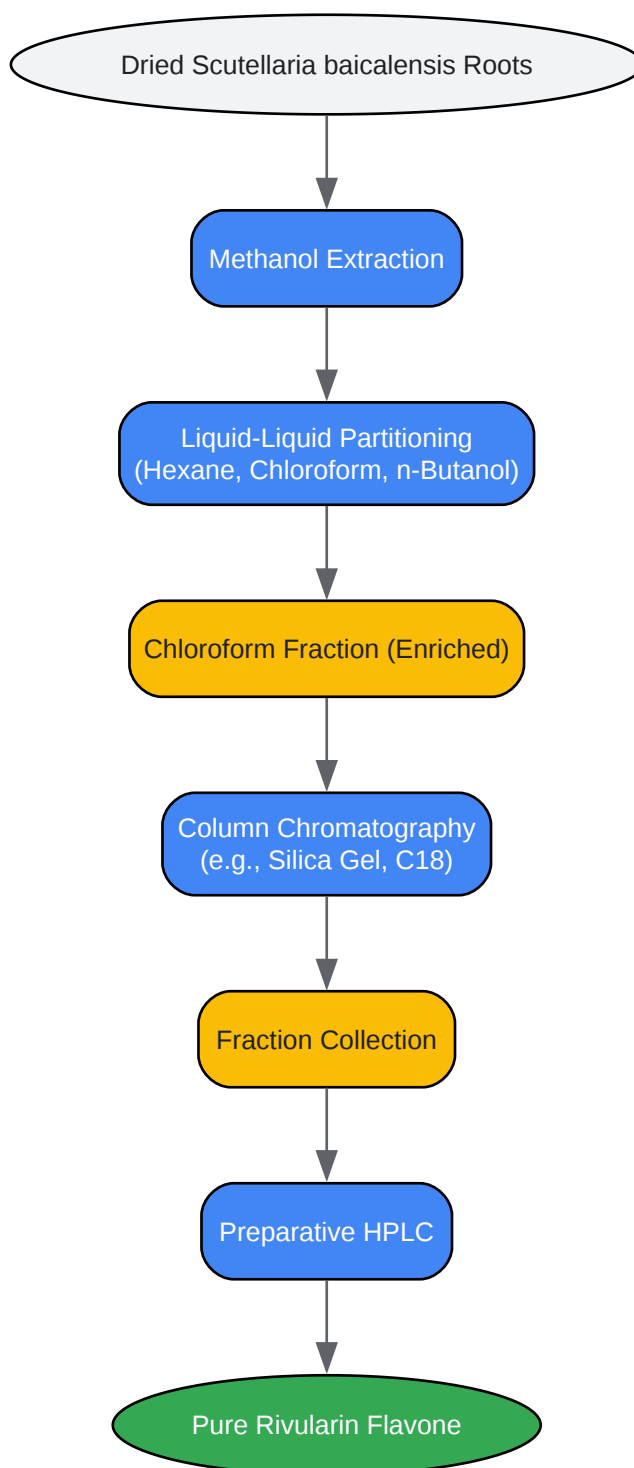 Dried Scutellaria baicalensis Roots
Methanol Extraction
Liquid-Liquid Partitioning
(Hexane, Chloroform, n-Butanol)
Chloroform Fraction (Enriched)
Column Chromatography
(e.g., Silica Gel, C18)
Fraction Collection
Preparative HPLC
Pure Rivularin Flavone